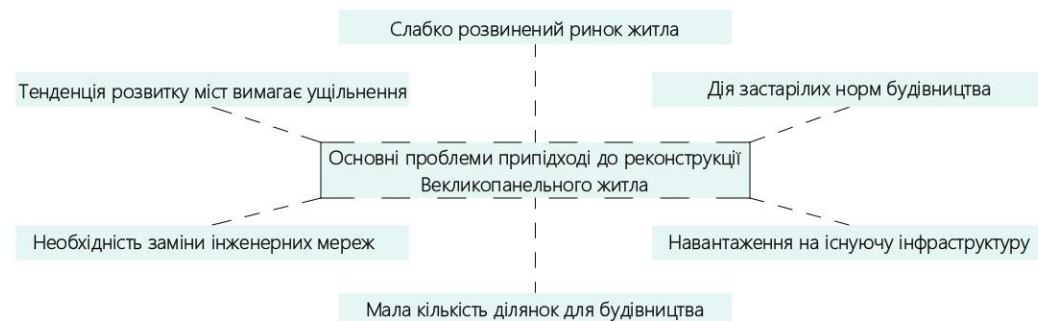 Слабко розвинений ринок житла
Тенденція розвитку міст вимагає ущільнення
Дія застарілих норм будівництва
Основні проблеми припідході до реконструкції
Векликопанельного житла
Необхідність заміни інженерних мереж
Навантаження на існуючу інфраструктуру
Мала кількість ділянок для будівництва